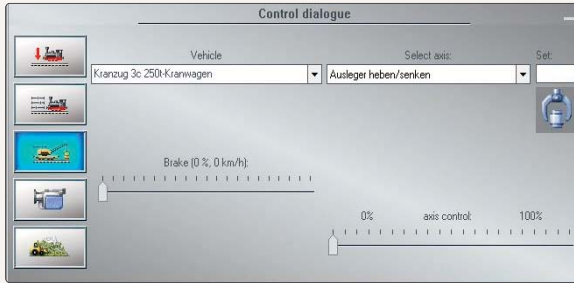 Control dialogue
Vehicle
Select axis:
Set:
Kranzug 3c 250t-Kranwagen
Ausleger heben/senken
Brake (0 %, 0 km/h):
0%
axis control:
100%